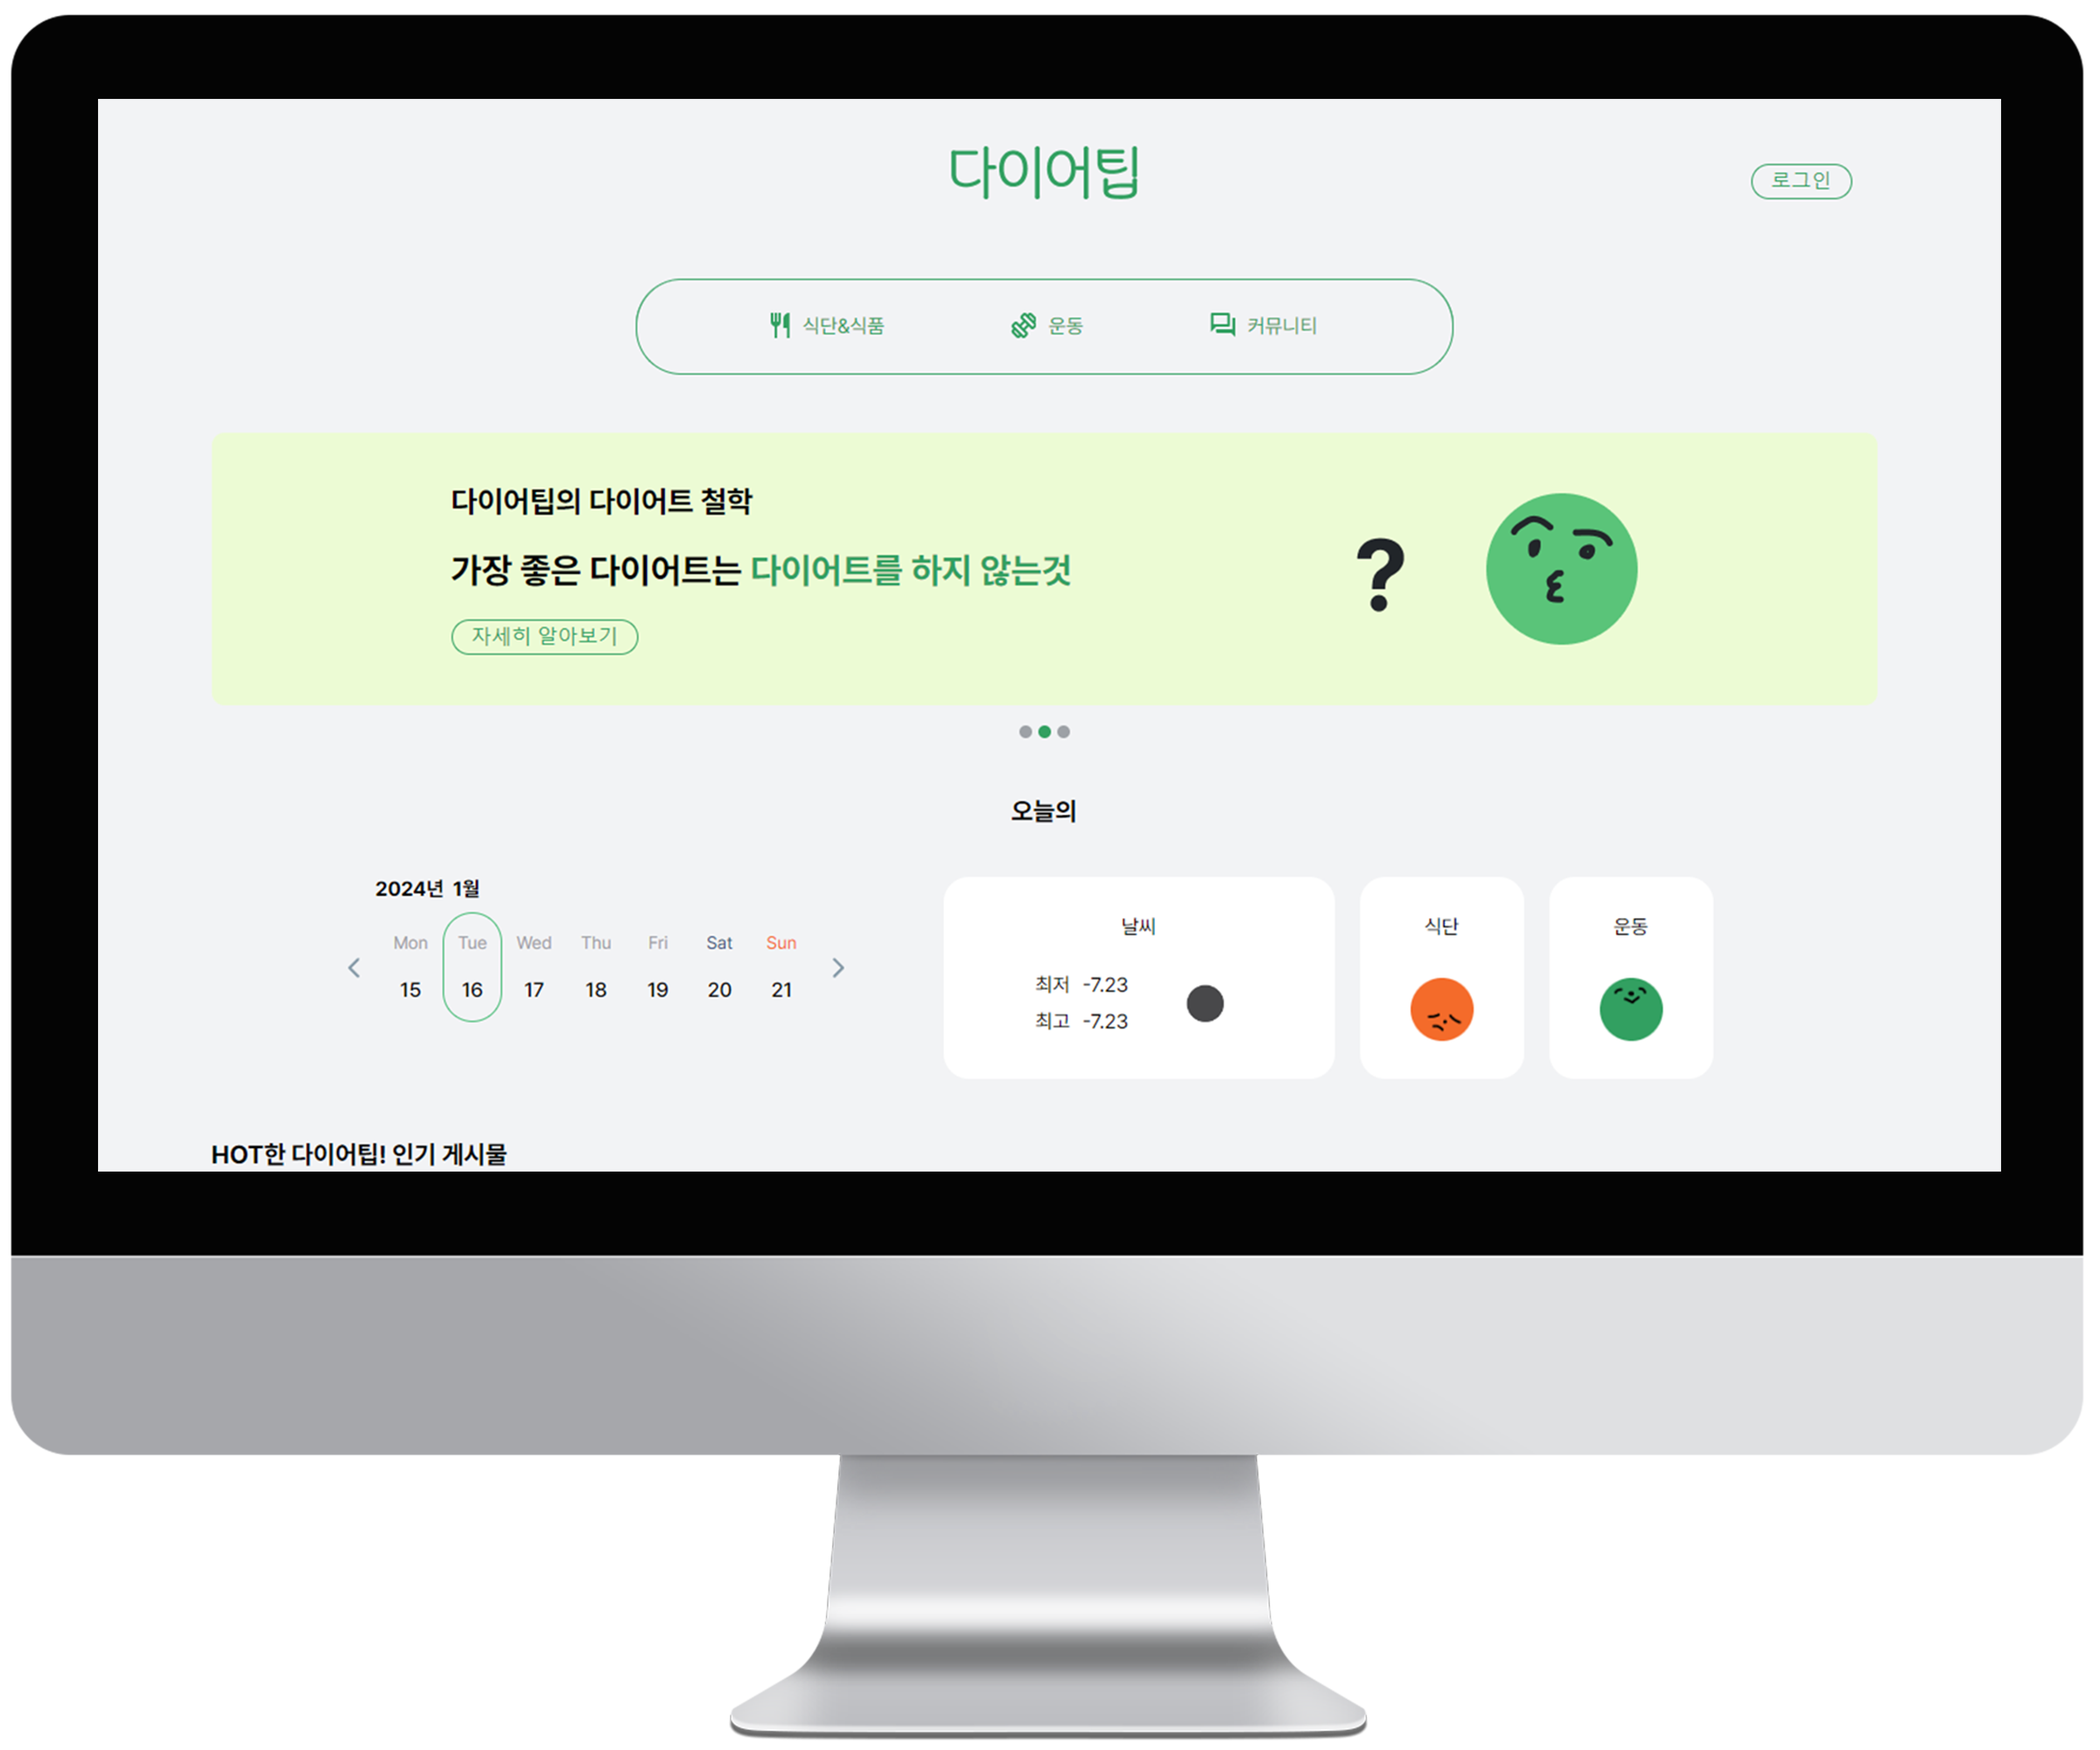 다이어팁
로그인
식단&식품 운동 커뮤니티
다이어팁의 다이어트 철학
가장 좋은 다이어트는 다이어트를 하지 않는것
자세히 알아보기
?
오늘의
2024년 1월
Mon Tue Wed Thu Fri Sat Sun
15 16 17 18 19 20 21
날씨
최저 -7.23
최고 -7.23
식단
운동
HOT한 다이어팁! 인기 게시물